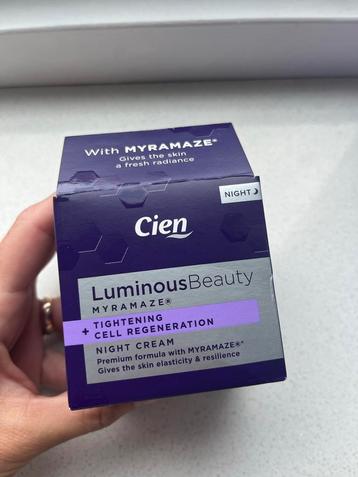 With MYRAMAZE®
Gives the skin
a fresh radiance
NIGHT
Cien
LuminousBeauty
MYRAMAZE®
+ TIGHTENING
CELL REGENERATION
NIGHT CREAM
Premium formula with MYRAMAZE®*
Gives the skin elasticity & resilience